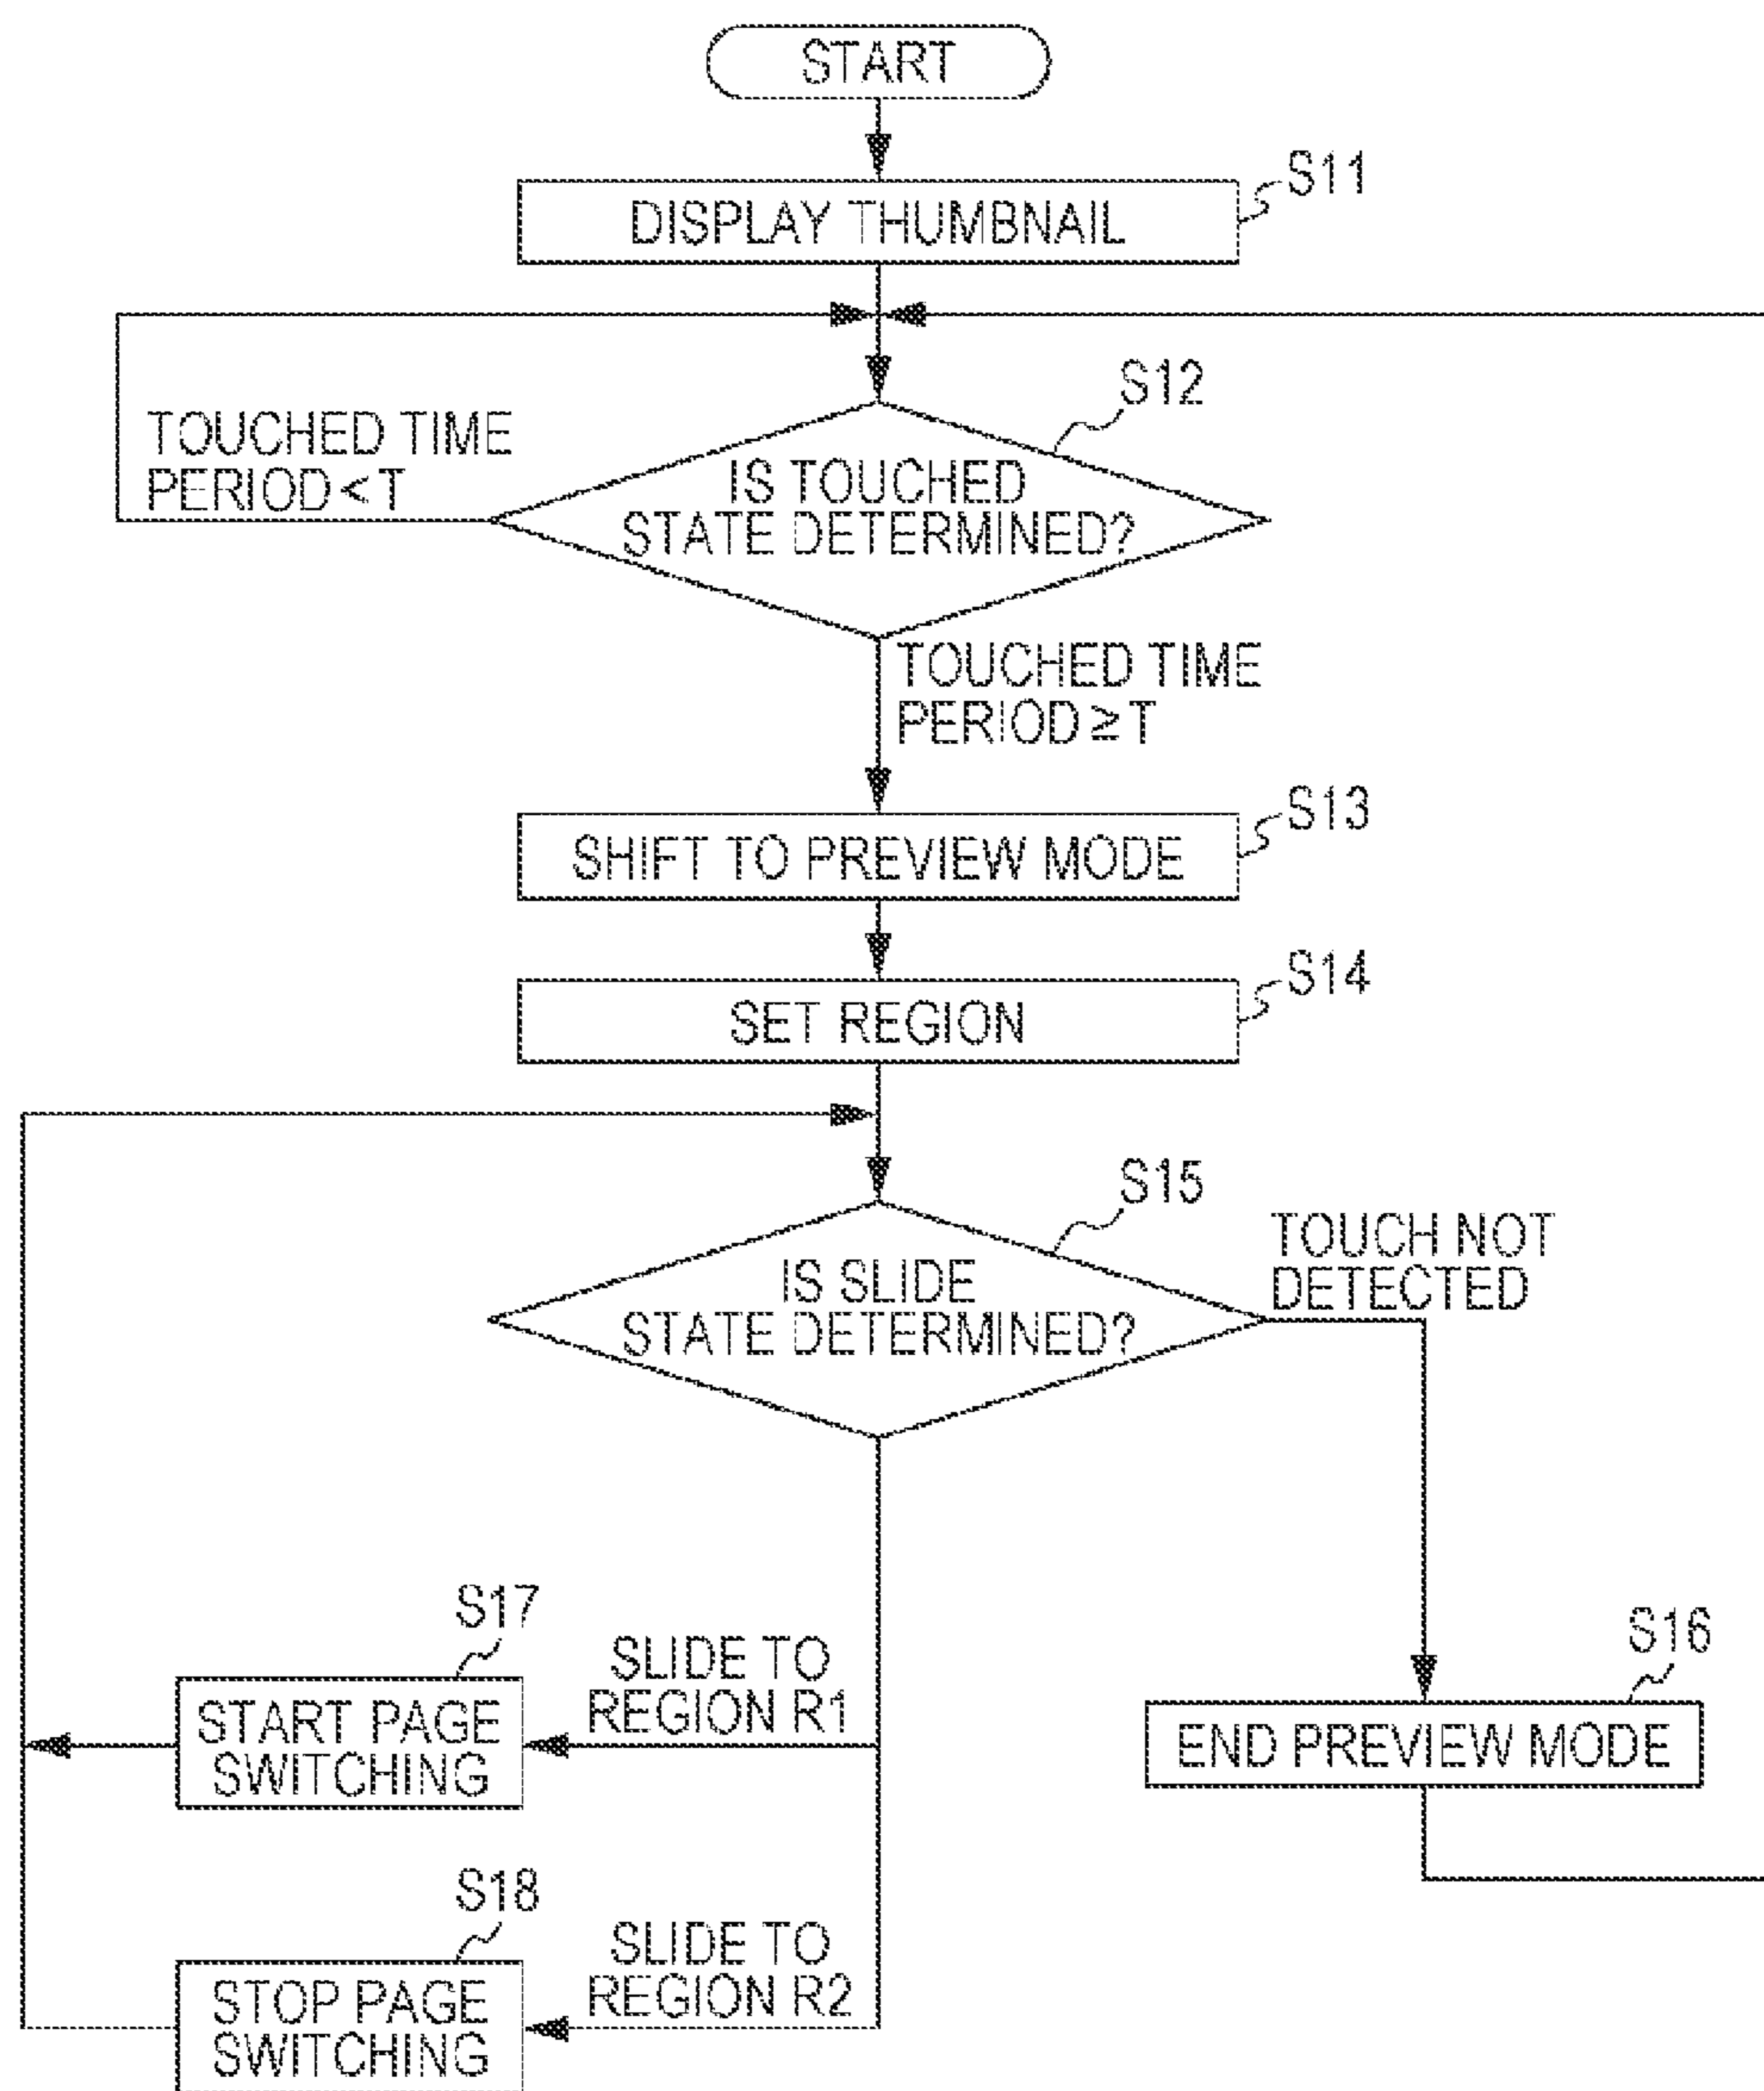 START
S11
DISPLAY THUMBNAIL
S12
TOUCHED TIME
PERIOD<T
IS TOUCHED
STATE DETERMINED?
TOUCHED TIME
PERIOD≥T
S13
SHIFT TO PREVIEW MODE
S14
SET REGION
S15
TOUCH NOT
DETECTED
IS SLIDE
STATE DETERMINED?
S17
SLIDE TO
REGION R1
START PAGE
SWITCHING
S16
END PREVIEW MODE
S18
SLIDE TO
REGION R2
STOP PAGE
SWITCHING